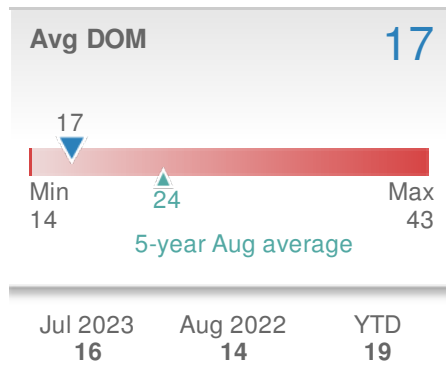 Avg DOM 17
17
Min Max
14 24 43
5-year Aug average
Jul 2023 Aug 2022 YTD
16 14 19